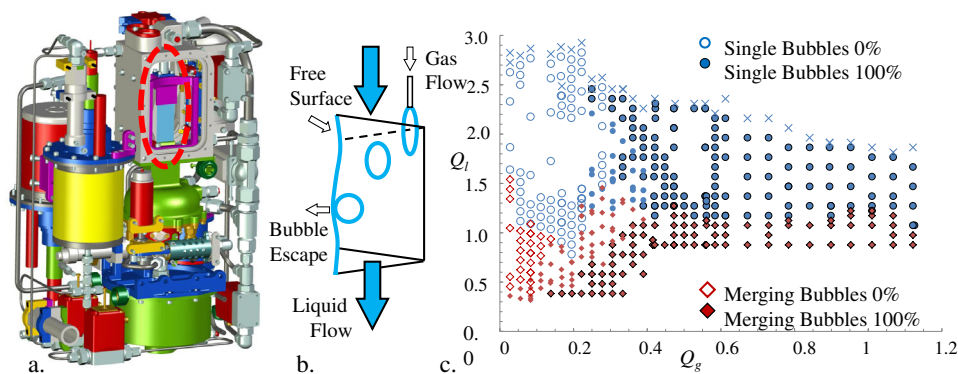 Free
Surface
Gas
Flow
Bubble
Escape
Liquid
Flow
a.
b.
c.
3.0
2.5
2.0
Q_l
1.5
1.0
0.5
0.
0
0
0.2
0.4
0.6
0.8
1.0
1.2
Q_g
Single Bubbles 0%
Single Bubbles 100%
Merging Bubbles 0%
Merging Bubbles 100%